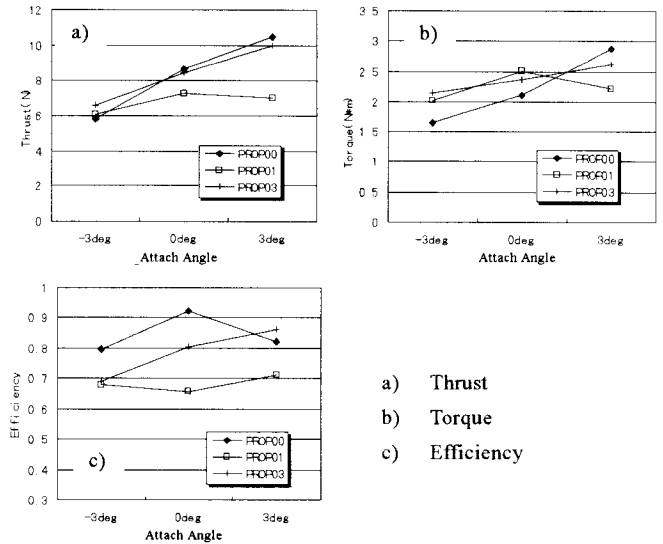 a)
Thrust(N)
12
10
8
6
4
2
0
PROP00
PROP01
PROP03
-3deg 0deg 3deg
Attach Angle
b)
Torque(N*m)
3 5
3
2 5
2
1 5
1
0 5
0
PROP00
PROP01
PROP03
-3deg 0deg 3deg
Attach Angle
c)
Efficiency
1
0 9
0.8
0.7
0 6
0 5
0.4
0.3
PROP00
PROP01
PROP03
-3deg 0deg 3deg
Attach Angle
a) Thrust
b) Torque
c) Efficiency